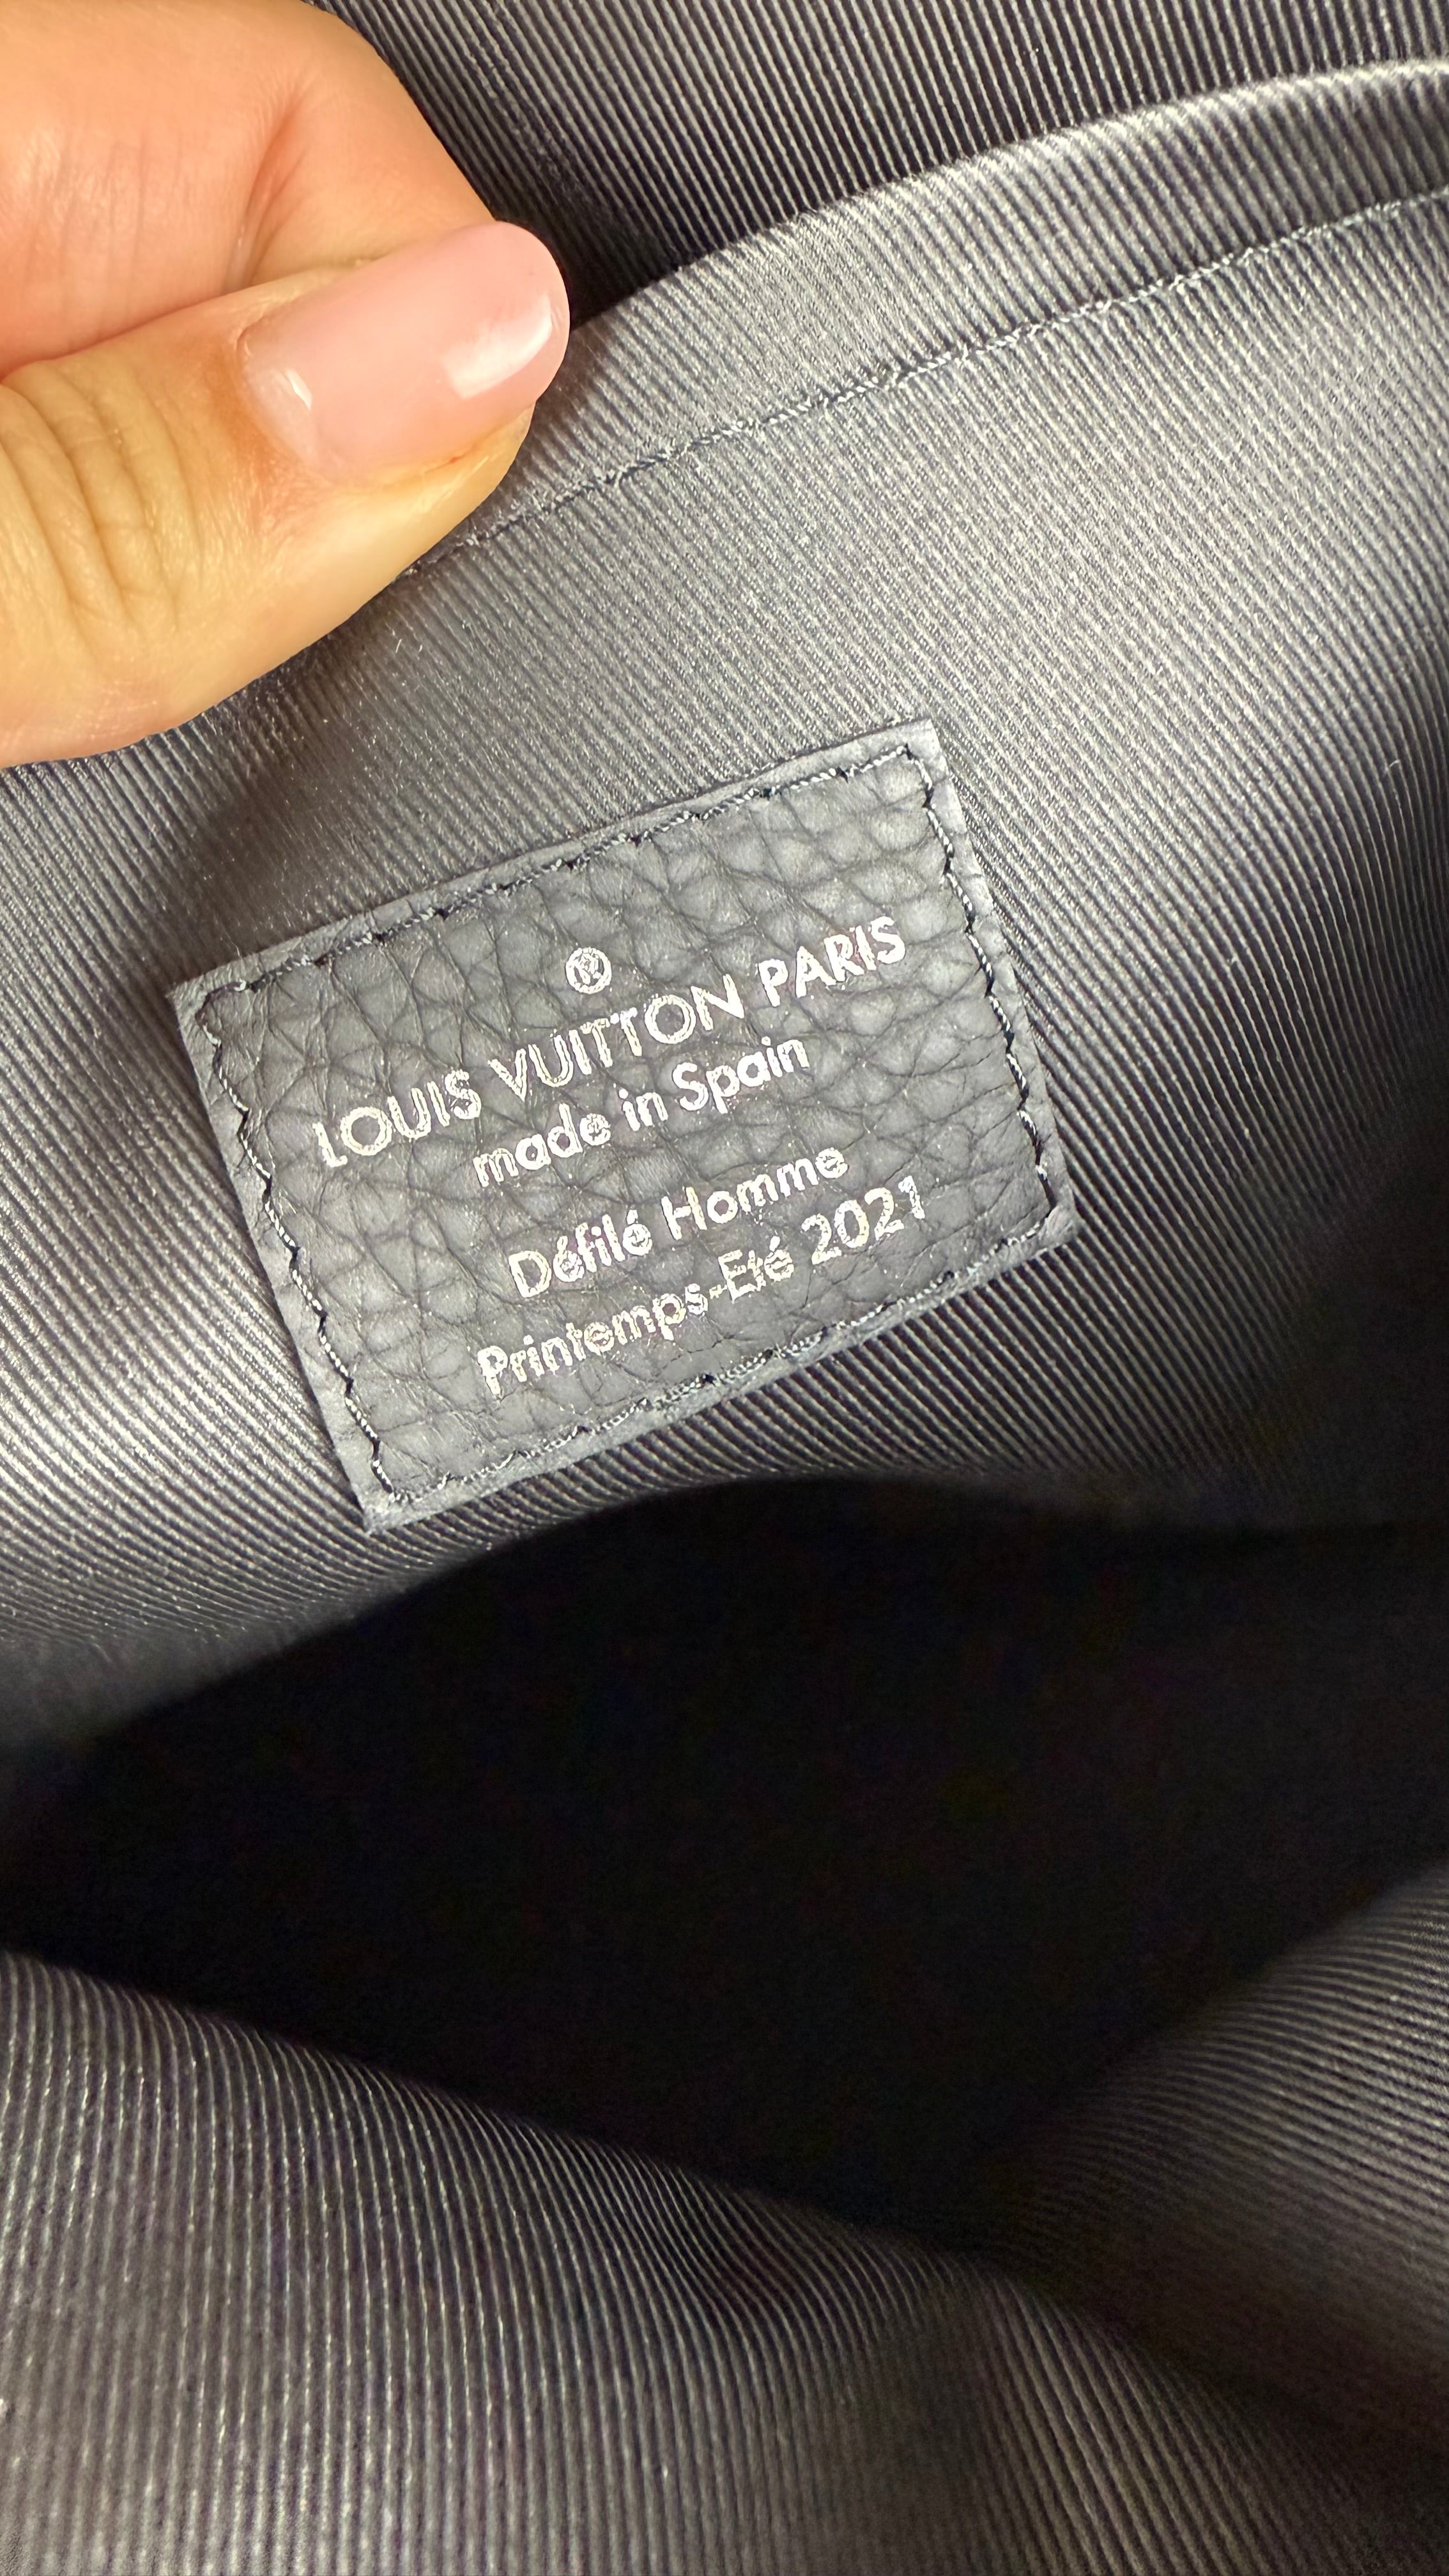 ®
LOUIS VUITTON PARIS
made in Spain
Défilé Homme
Printemps-Eté 2021